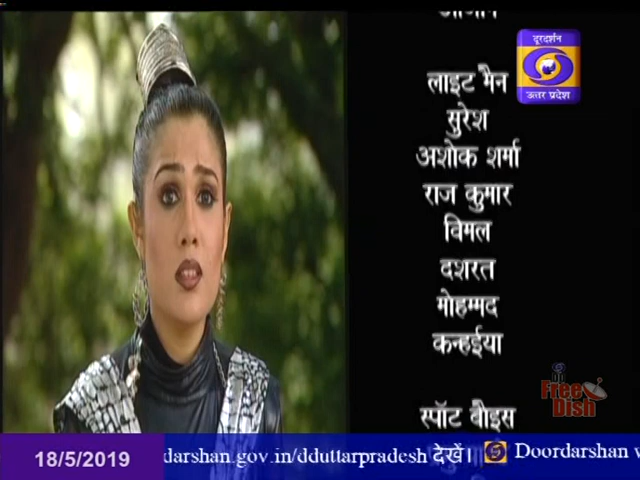 दूरदर्शन
उत्तर प्रदेश
लाइट मैन
सुरेश
अशोक शर्मा
राज कुमार
विमल
दशरत
मोहम्मद
कन्हईया
स्पॉट वौइस
Free
Dish
18/5/2019
darshan.gov.in/dduttarpradesh देखें।
Doordarshan w